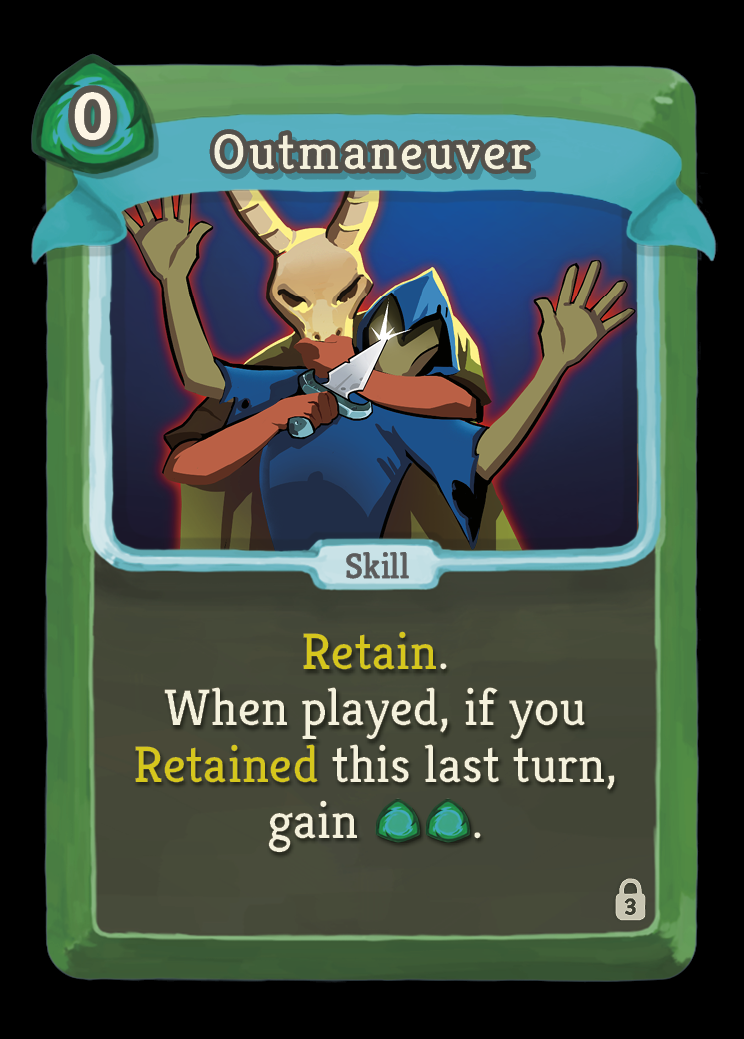 0
Outmaneuver
Skill
Retain.
When played, if you
Retained this last turn,
gain .
3